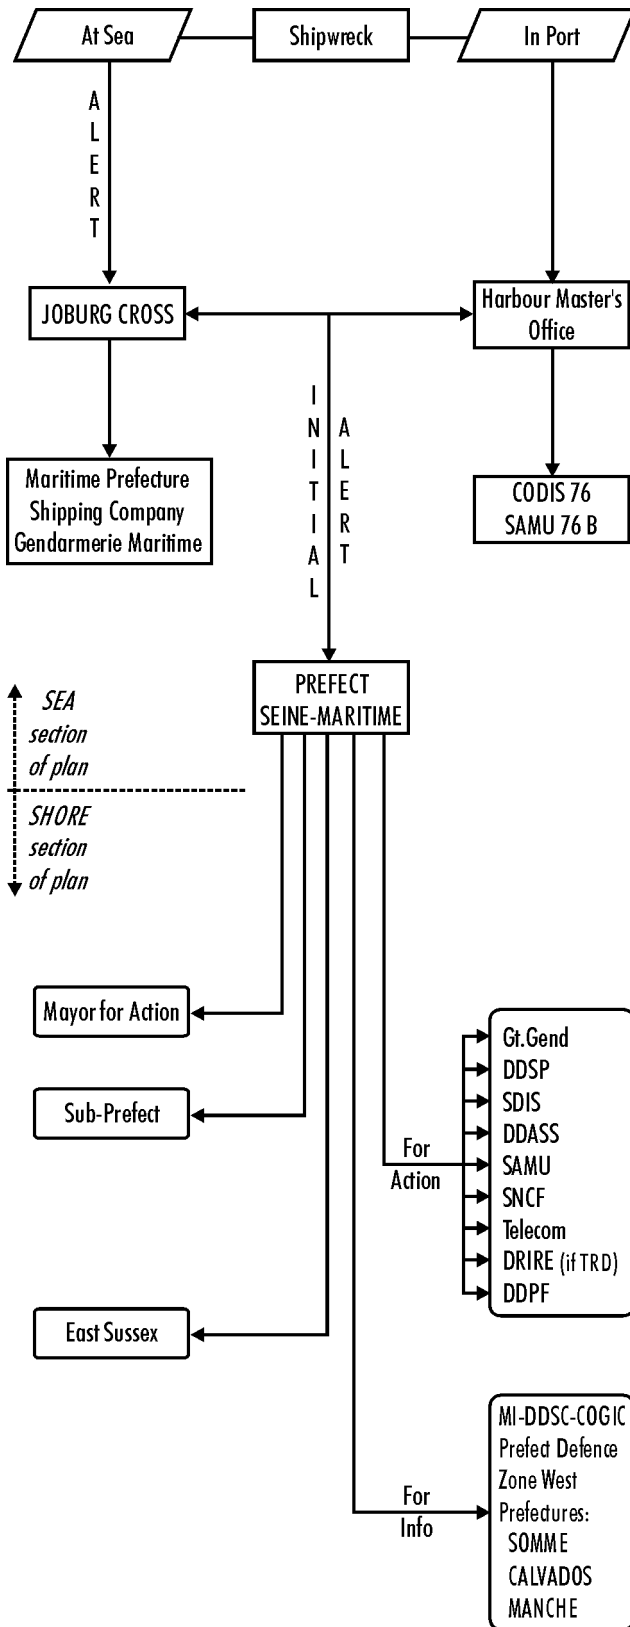 At Sea
Shipwreck
In Port
ALERT
JOBURG CROSS
Harbour Master's
Office
INITIAL
ALERT
Maritime Prefecture
Shipping Company
Gendarmerie Maritime
CODIS 76
SAMU 76 B
PREFECT
SEINE-MARITIME
SEA
section
of plan
SHORE
section
of plan
Mayor for Action
Sub-Prefect
East Sussex
For
Action
Gt.Gend
DDSP
SDIS
DDASS
SAMU
SNCF
Telecom
DRIRE (if TRD)
DDPF
For
Info
MI-DDSC-COGIC
Prefect Defence
Zone West
Prefectures:
SOMME
CALVADOS
MANCHE